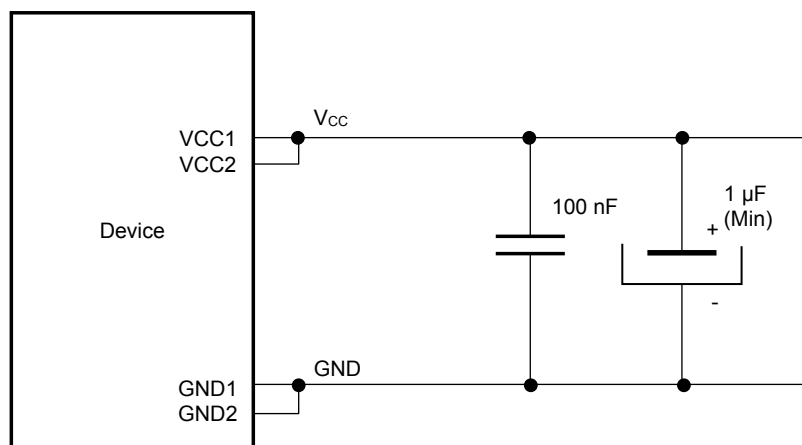 VCC
VCC1
VCC2
100 nF
1 µF
(Min)
Device
+
-
GND
GND1
GND2